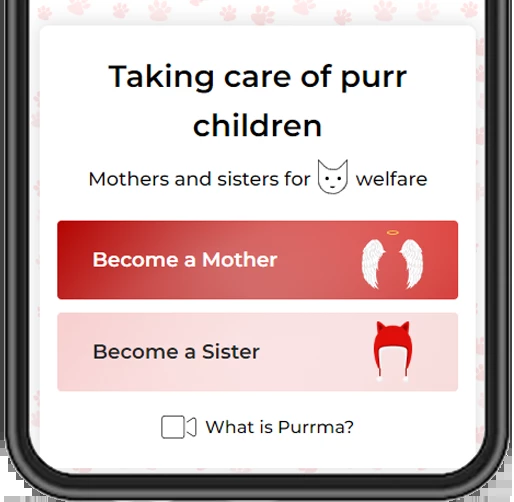 Taking care of purr
children
Mothers and sisters for welfare
Become a Mother
Become a Sister
What is Purrma?